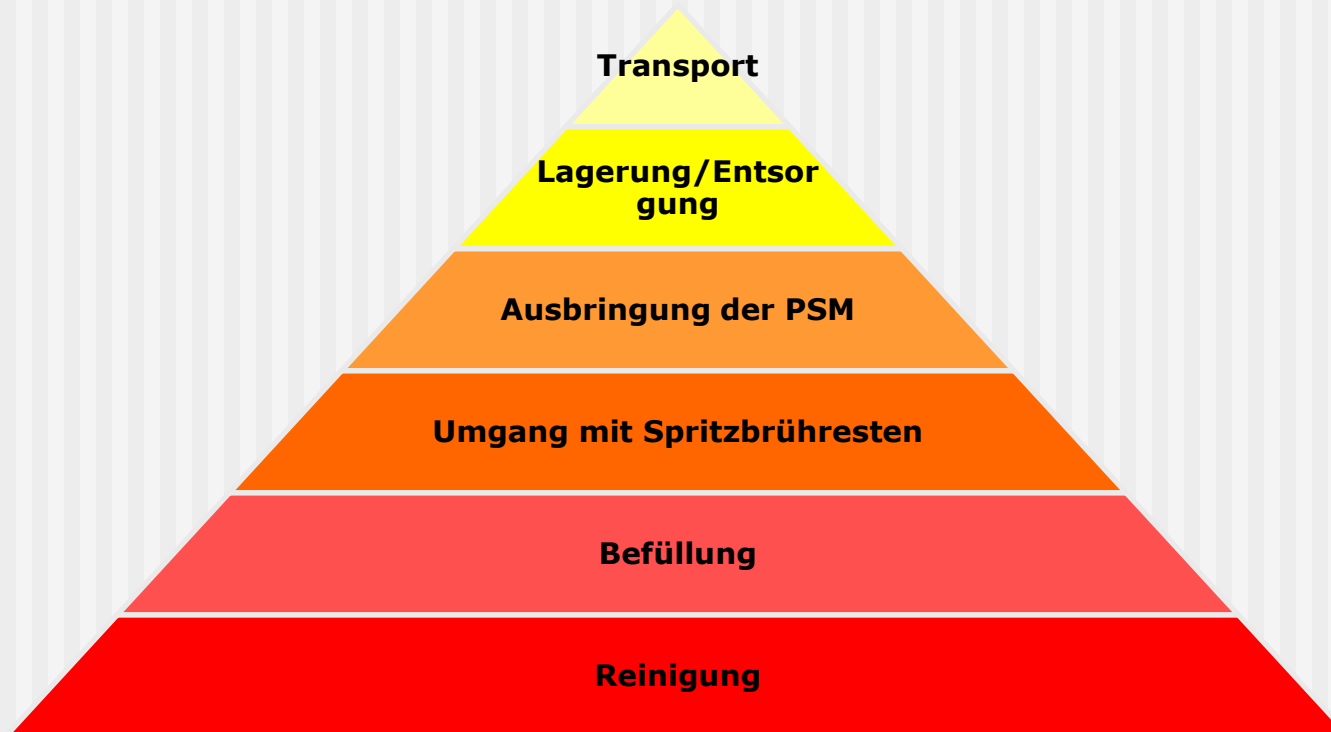 Transport
Lagerung/Entsor
gung
Ausbringung der PSM
Umgang mit Spritzbrühresten
Befüllung
Reinigung